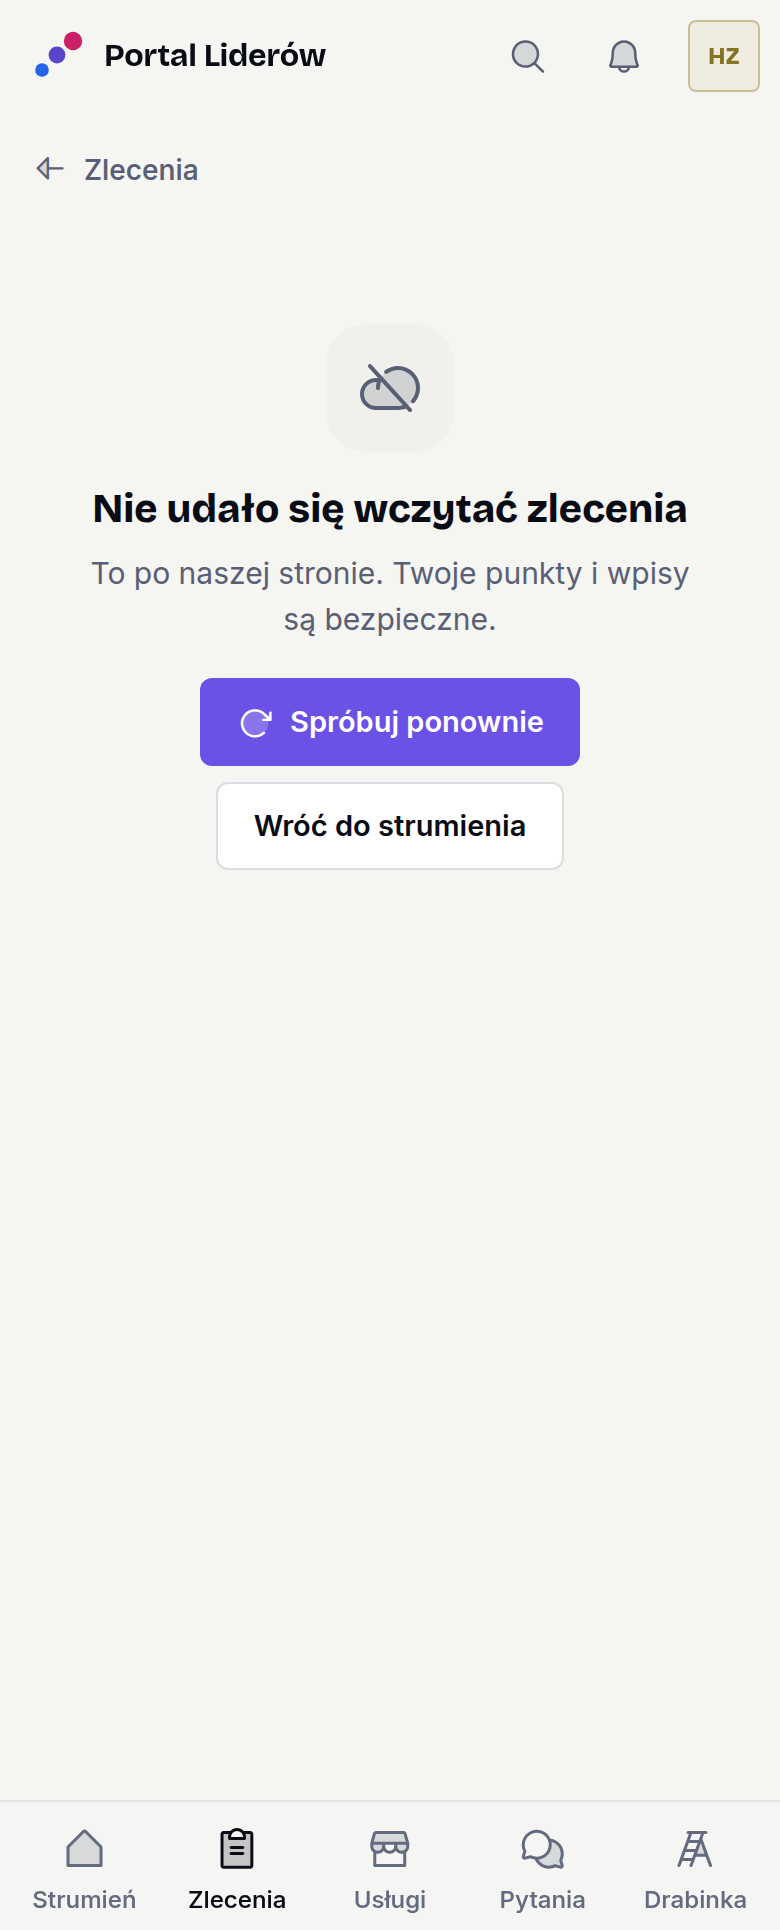 Portal Liderów
HZ
Zlecenia
Nie udało się wczytać zlecenia
To po naszej stronie. Twoje punkty i wpisy
są bezpieczne.
Spróbuj ponownie
Wróć do strumienia
Strumień
Zlecenia
Usługi
Pytania
Drabinka